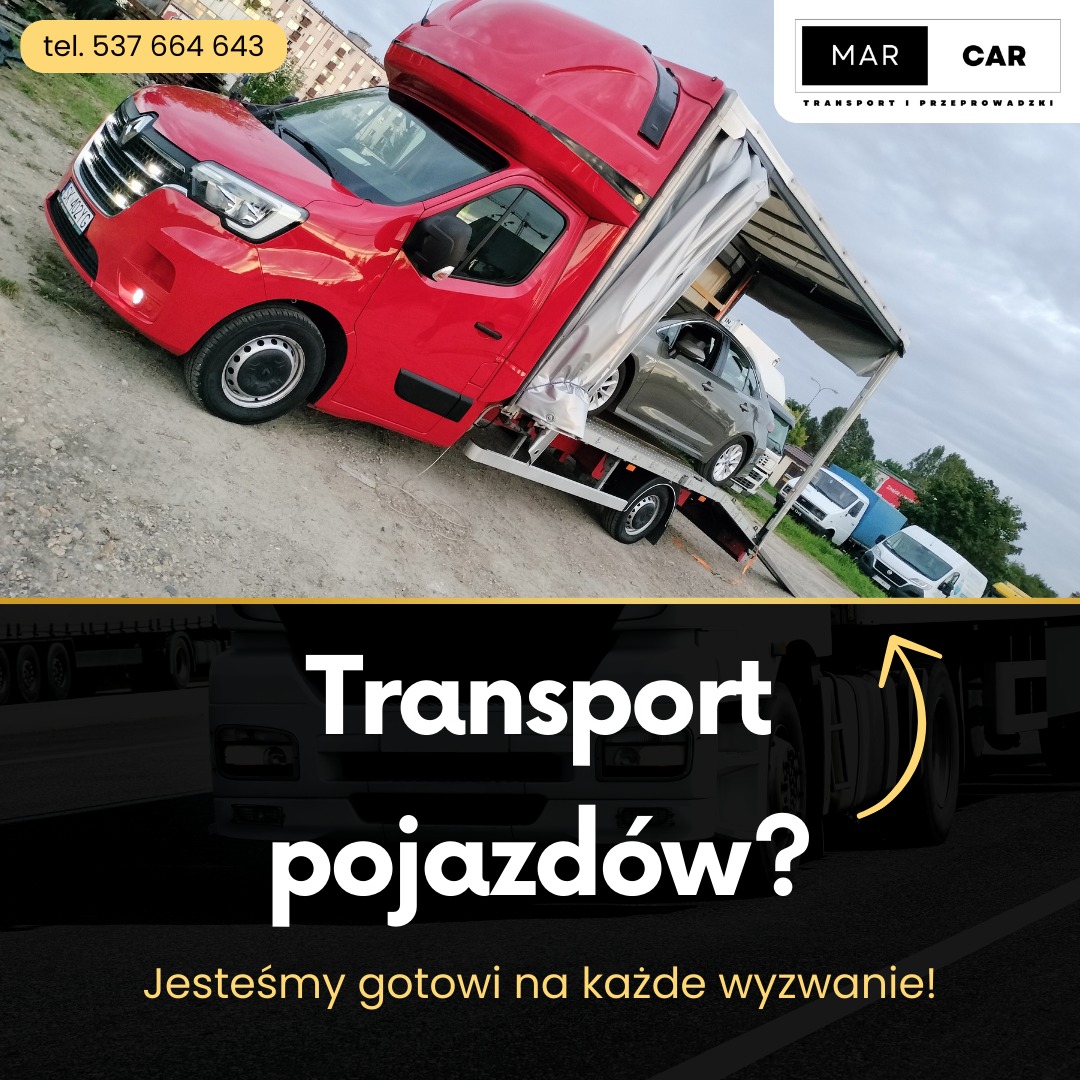 tel. 537 664 643
MAR CAR
TRANSPORT I PRZEPROWADZKI
Transport
pojazdów?
Jesteśmy gotowi na każde wyzwanie!